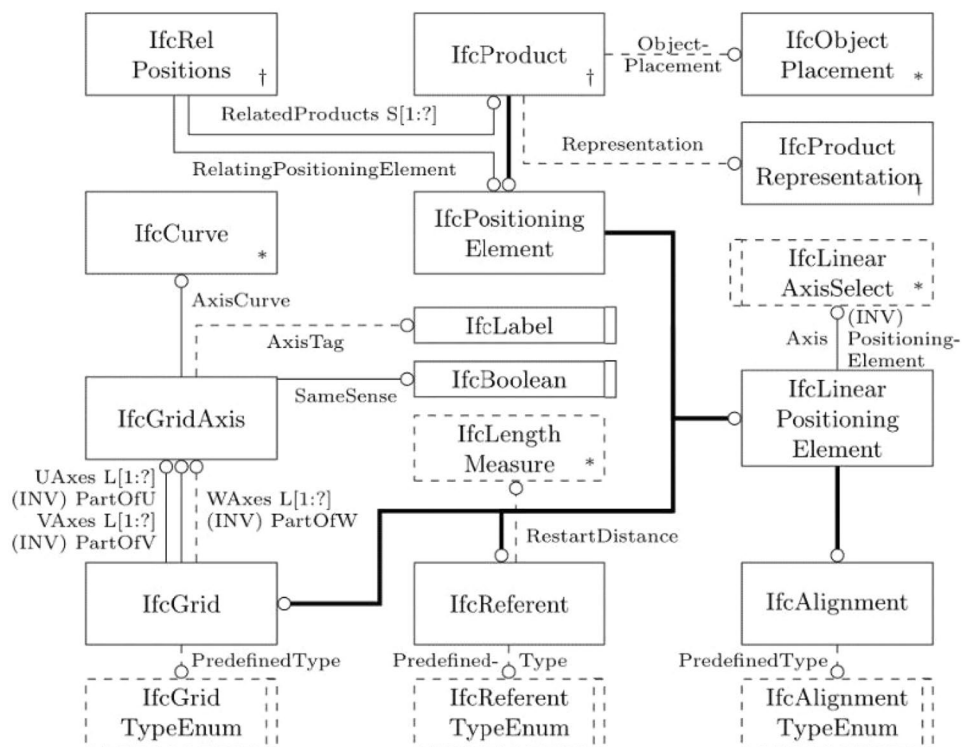 IfcRel
Positions
†
IfcProduct
†
Object-
Placement
IfcObject
Placement
*
RelatedProducts S[1:?]
Representation
IfcProduct
Representation
†
RelatingPositioningElement
IfcCurve
*
IfcPositioning
Element
IfcLinear
AxisSelect
*
AxisCurve
AxisTag
IfcLabel
Axis
(INV)
Positioning-
Element
SameSense
IfcBoolean
IfcGridAxis
IfcLength
Measure
*
IfcLinear
Positioning
Element
UAxes L[1:?]
(INV) PartOfU
VAxes L[1:?]
(INV) PartOfV
WAxes L[1:?]
(INV) PartOfW
RestartDistance
IfcGrid
IfcReferent
IfcAlignment
PredefinedType
Predefined-
Type
PredefinedType
IfcGrid
TypeEnum
IfcReferent
TypeEnum
IfcAlignment
TypeEnum